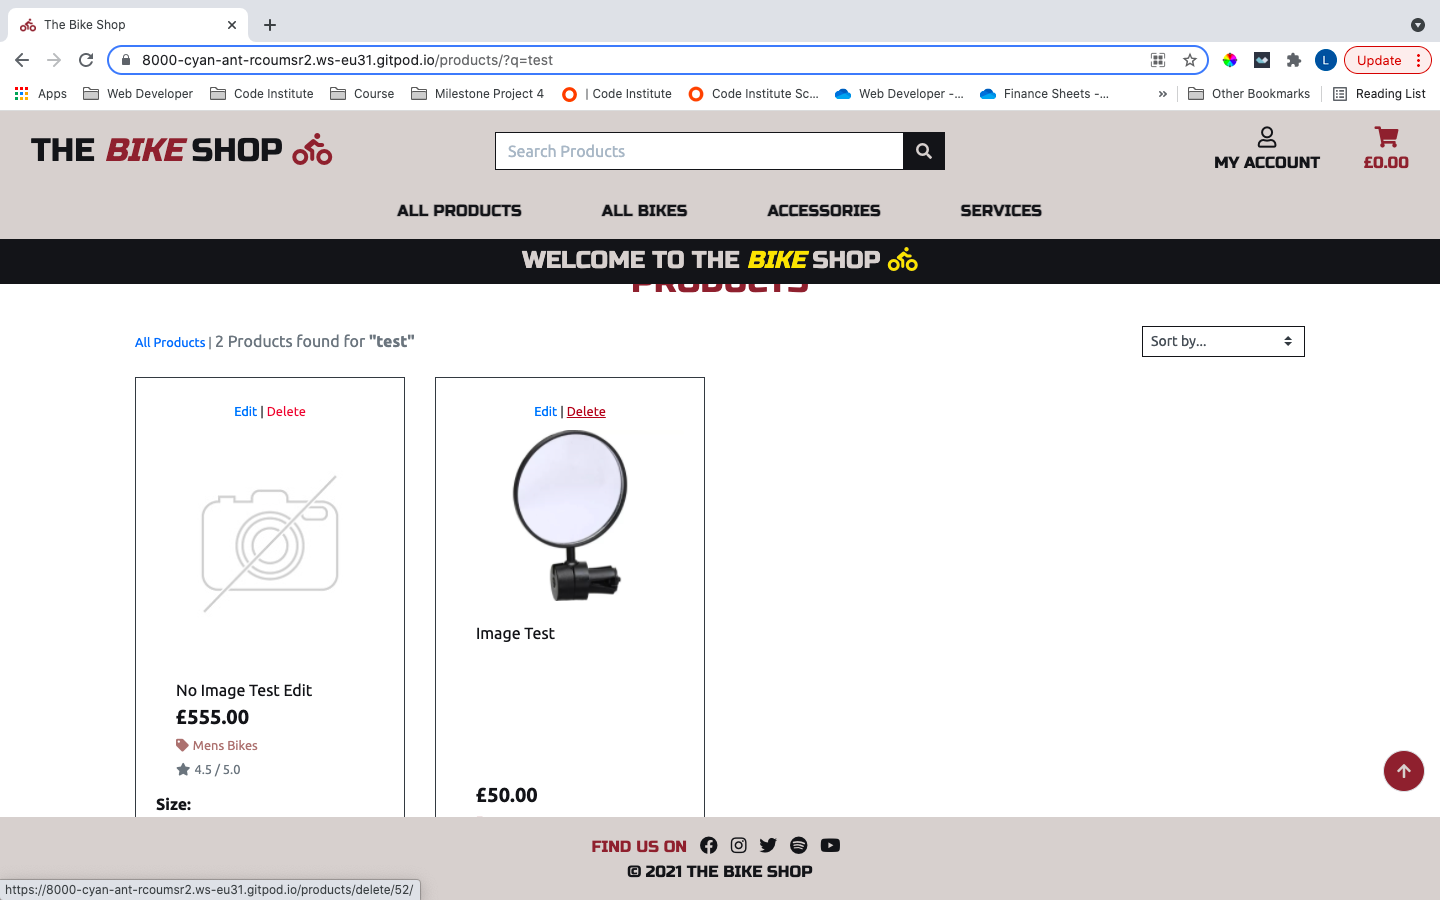 The Bike Shop
8000-cyan-ant-rcoumsr2.ws-eu31.gitpod.io/products/?q=test
L
Update
Apps
Web Developer
Code Institute
Course
Milestone Project 4
| Code Institute
Code Institute Sc...
Web Developer -...
Finance Sheets -...
»
Other Bookmarks
Reading List
THE BIKE SHOP
Search Products
MY ACCOUNT
£0.00
ALL PRODUCTS
ALL BIKES
ACCESSORIES
SERVICES
WELCOME TO THE BIKE SHOP
PRODUCTS
All Products | 2 Products found for "test"
Sort by...
Edit | Delete
No Image Test Edit
£555.00
Mens Bikes
4.5 / 5.0
Size:
Edit | Delete
Image Test
£50.00
FIND US ON
© 2021 THE BIKE SHOP
https://8000-cyan-ant-rcoumsr2.ws-eu31.gitpod.io/products/delete/52/